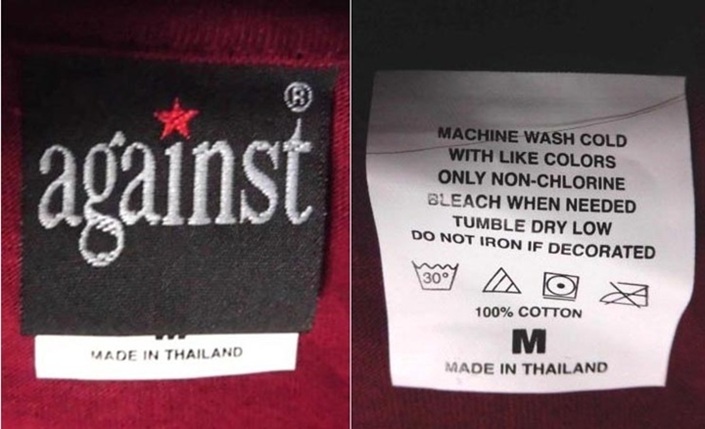 ®
against
MADE IN THAILAND
MACHINE WASH COLD
WITH LIKE COLORS
ONLY NON-CHLORINE
BLEACH WHEN NEEDED
TUMBLE DRY LOW
DO NOT IRON IF DECORATED
30°
100% COTTON
M
MADE IN THAILAND